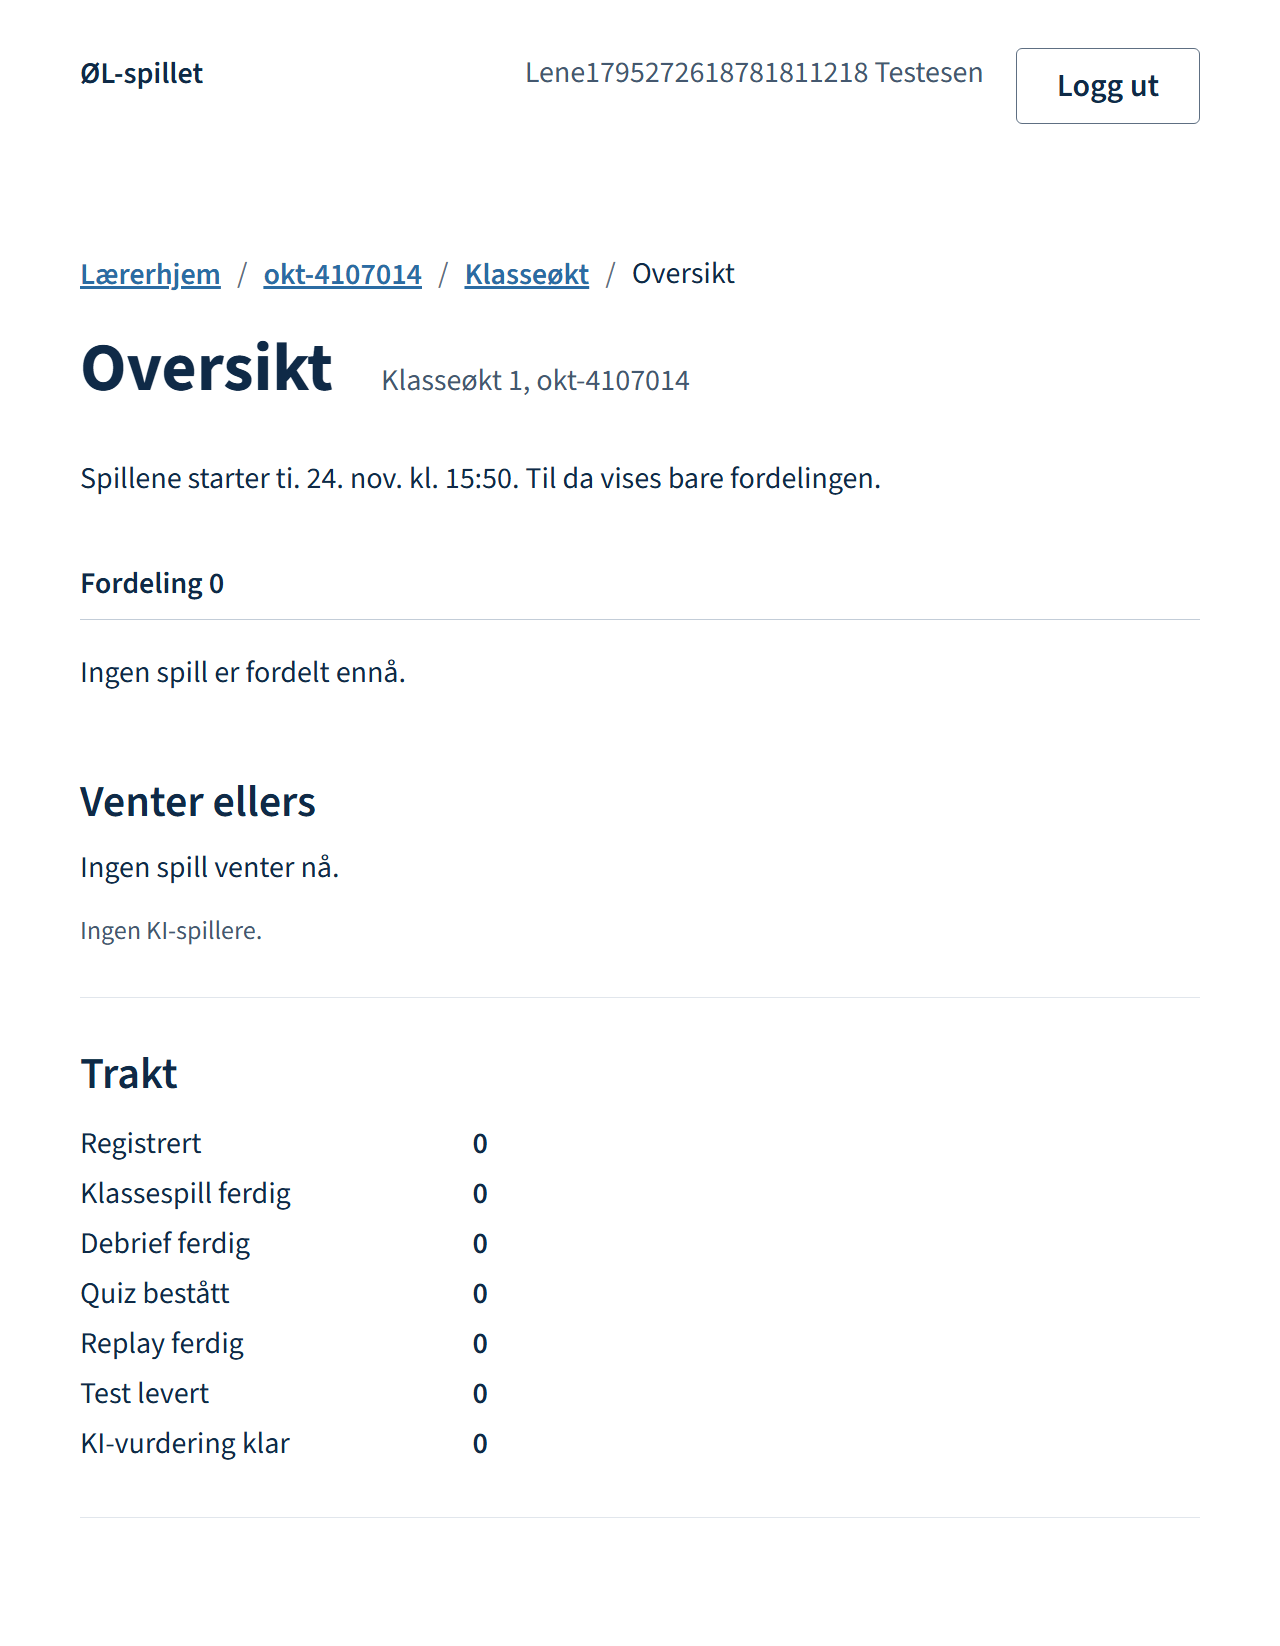 ØL-spillet
Lene1795272618781811218 Testesen
Logg ut
Lærerhjem / okt-4107014 / Klasseøkt / Oversikt
Oversikt
Klasseøkt 1, okt-4107014
Spillene starter ti. 24. nov. kl. 15:50. Til da vises bare fordelingen.
Fordeling 0
Ingen spill er fordelt ennå.
Venter ellers
Ingen spill venter nå.
Ingen KI-spillere.
Trakt
Registrert 0
Klassespill ferdig 0
Debrief ferdig 0
Quiz bestått 0
Replay ferdig 0
Test levert 0
KI-vurdering klar 0